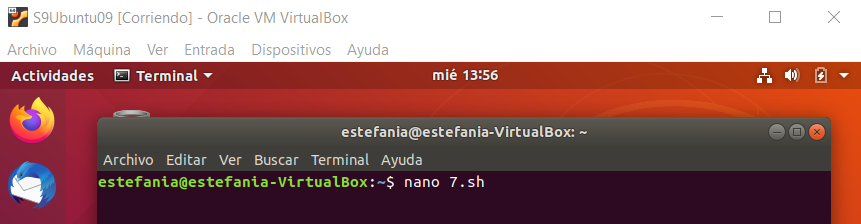 S9Ubuntu09 [Corriendo] - Oracle VM VirtualBox
Archivo Máquina Ver Entrada Dispositivos Ayuda
Actividades Terminal mié 13:56
estefania@estefania-VirtualBox: ~
Archivo Editar Ver Buscar Terminal Ayuda
estefania@estefania-VirtualBox:~$ nano 7.sh